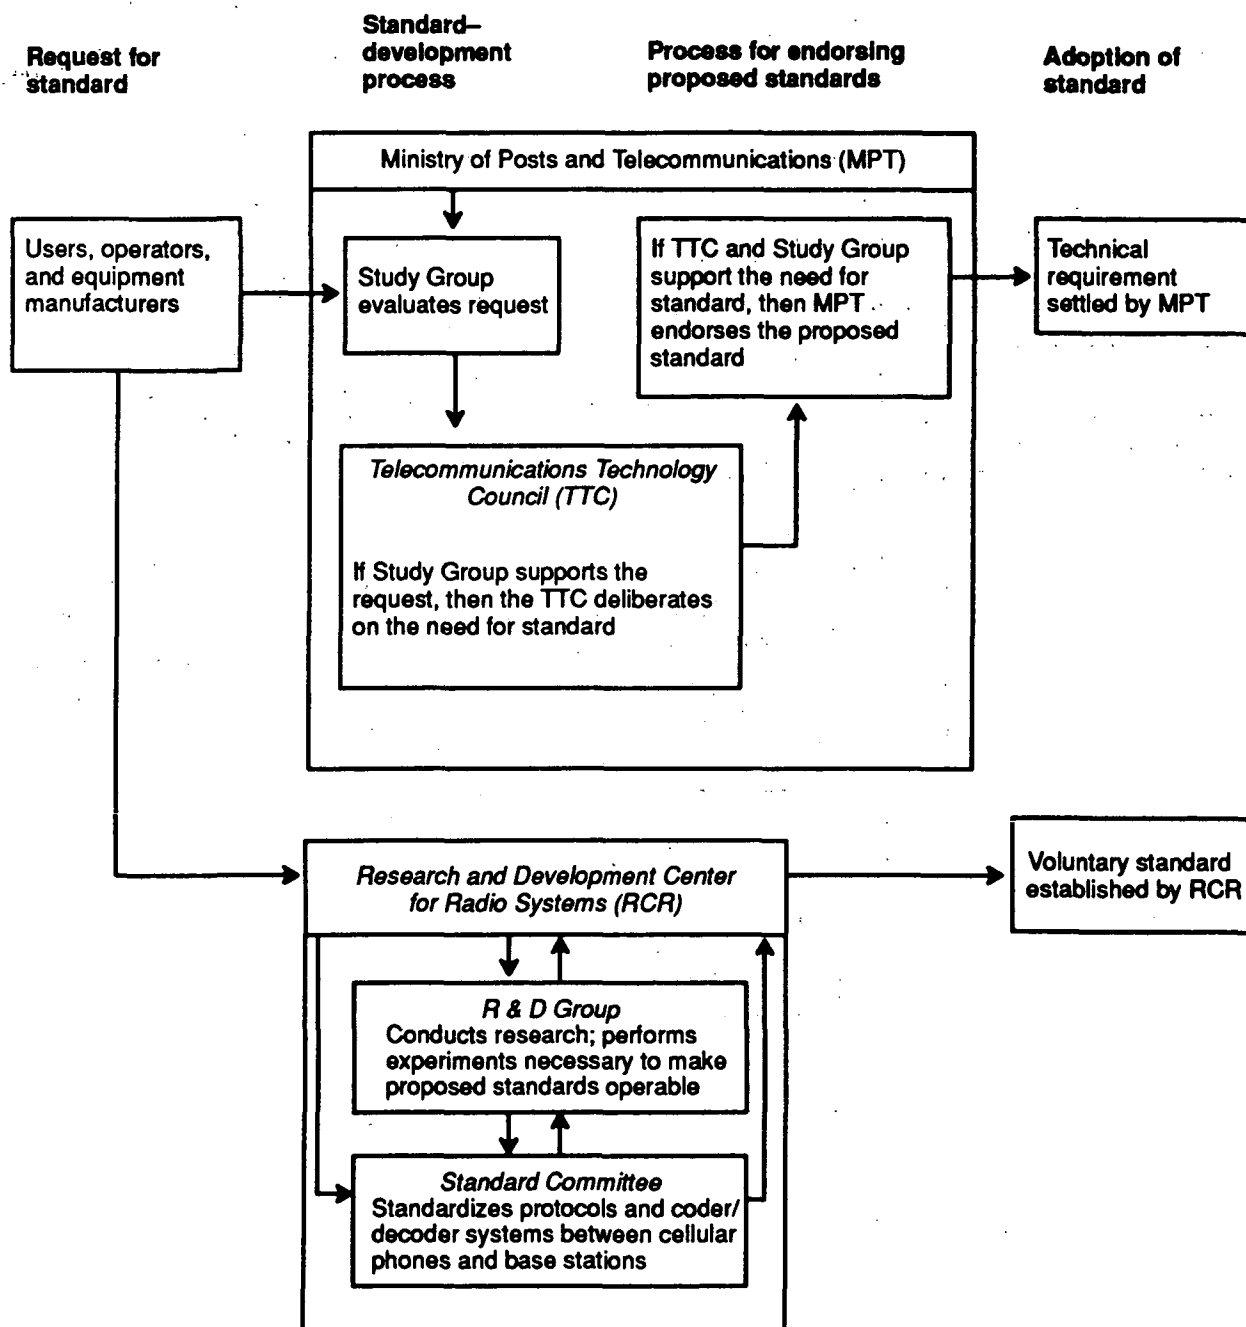 Request for
standard
Standard–
development
process
Process for endorsing
proposed standards
Adoption of
standard
Ministry of Posts and Telecommunications (MPT)
Users, operators,
and equipment
manufacturers
Study Group
evaluates request
If TTC and Study Group
support the need for
standard, then MPT
endorses the proposed
standard
Technical
requirement
settled by MPT
Telecommunications Technology
Council (TTC)
If Study Group supports the
request, then the TTC deliberates
on the need for standard
Research and Development Center
for Radio Systems (RCR)
Voluntary standard
established by RCR
R & D Group
Conducts research; performs
experiments necessary to make
proposed standards operable
Standard Committee
Standardizes protocols and coder/
decoder systems between cellular
phones and base stations